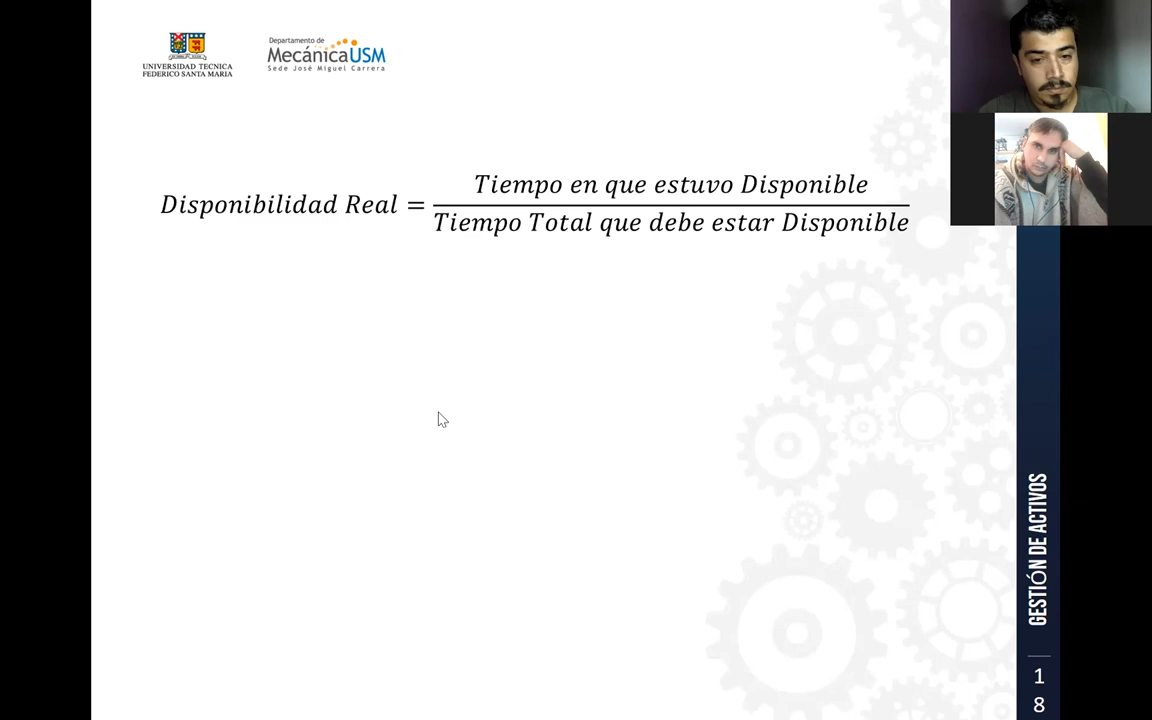 UNIVERSIDAD TECNICA
FEDERICO SANTA MARIA
Departamento de
MecánicaUSM
Sede José Miguel Carrera
Disponibilidad Real = Tiempo en que estuvo Disponible
Tiempo Total que debe estar Disponible
GESTIÓN DE ACTIVOS
1
8